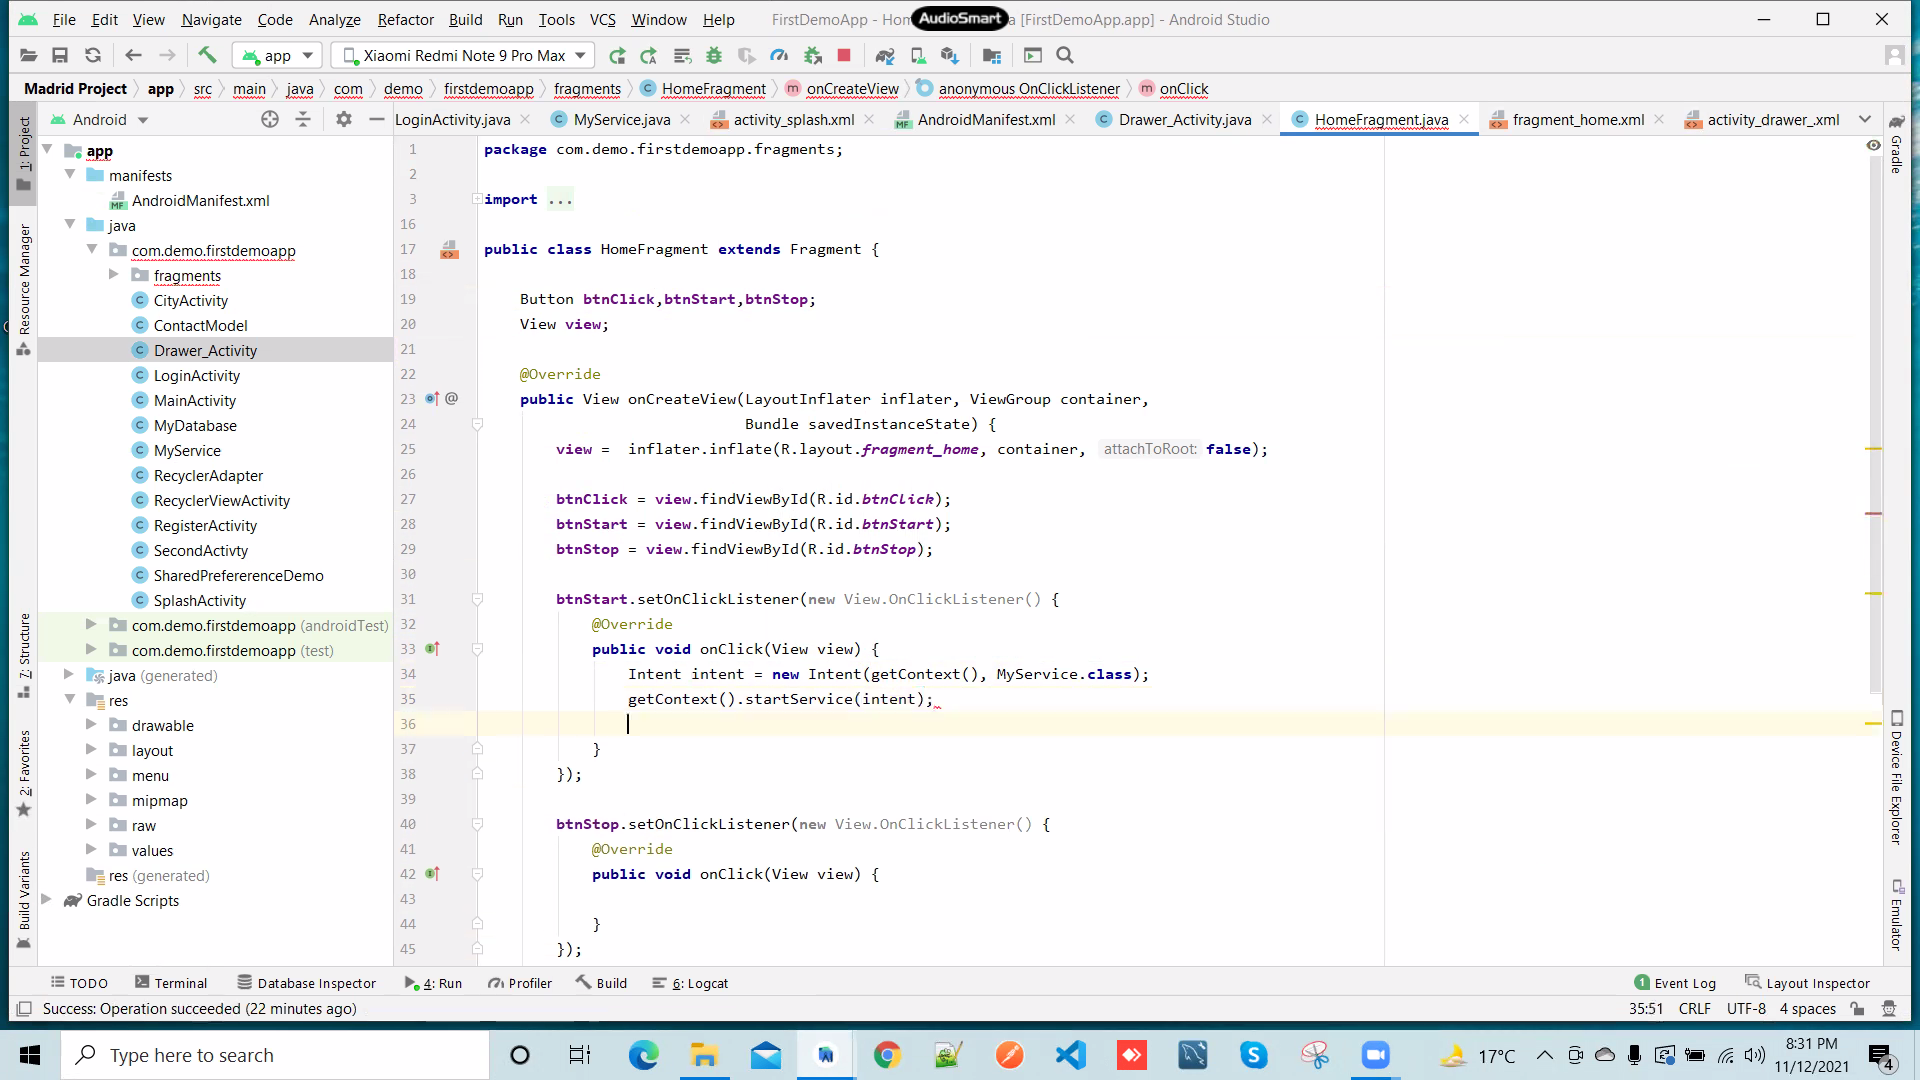 File Edit View Navigate Code Analyze Refactor Build Run Tools VCS Window Help FirstDemoApp - Hom AudioSmart a [FirstDemoApp.app] - Android Studio
app Xiaomi Redmi Note 9 Pro Max
Madrid Project app src main java com demo firstdemoapp fragments HomeFragment onCreateView anonymous OnClickListener onClick
Android LoginActivity.java MyService.java activity_splash.xml AndroidManifest.xml Drawer_Activity.java HomeFragment.java fragment_home.xml activity_drawer_.xml
1: Project
Resource Manager
7: Structure
2: Favorites
Build Variants
app
manifests
AndroidManifest.xml
java
com.demo.firstdemoapp
fragments
CityActivity
ContactModel
Drawer_Activity
LoginActivity
MainActivity
MyDatabase
MyService
RecyclerAdapter
RecyclerViewActivity
RegisterActivity
SecondActivty
SharedPrefererenceDemo
SplashActivity
com.demo.firstdemoapp (androidTest)
com.demo.firstdemoapp (test)
java (generated)
res
drawable
layout
menu
mipmap
raw
values
res (generated)
Gradle Scripts
1 package com.demo.firstdemoapp.fragments;
2
3 import ...
16
17 public class HomeFragment extends Fragment {
18
19 Button btnClick,btnStart,btnStop;
20 View view;
21
22 @Override
23 @ public View onCreateView(LayoutInflater inflater, ViewGroup container,
24 Bundle savedInstanceState) {
25 view = inflater.inflate(R.layout.fragment_home, container, attachToRoot: false);
26
27 btnClick = view.findViewById(R.id.btnClick);
28 btnStart = view.findViewById(R.id.btnStart);
29 btnStop = view.findViewById(R.id.btnStop);
30
31 btnStart.setOnClickListener(new View.OnClickListener() {
32 @Override
33 public void onClick(View view) {
34 Intent intent = new Intent(getContext(), MyService.class);
35 getContext().startService(intent);
36
37 }
38 });
39
40 btnStop.setOnClickListener(new View.OnClickListener() {
41 @Override
42 public void onClick(View view) {
43
44 }
45 });
Gradle
Device File Explorer
Emulator
TODO Terminal Database Inspector 4: Run Profiler Build 6: Logcat 1 Event Log Layout Inspector
Success: Operation succeeded (22 minutes ago) 35:51 CRLF UTF-8 4 spaces
Type here to search 17°C 8:31 PM
11/12/2021 4